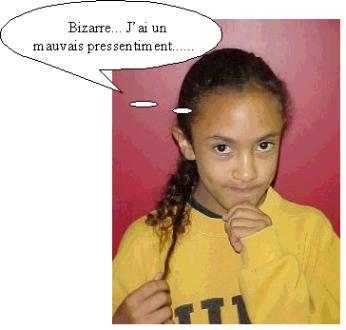 Bizarre... J'ai un
mauvais pressentiment......